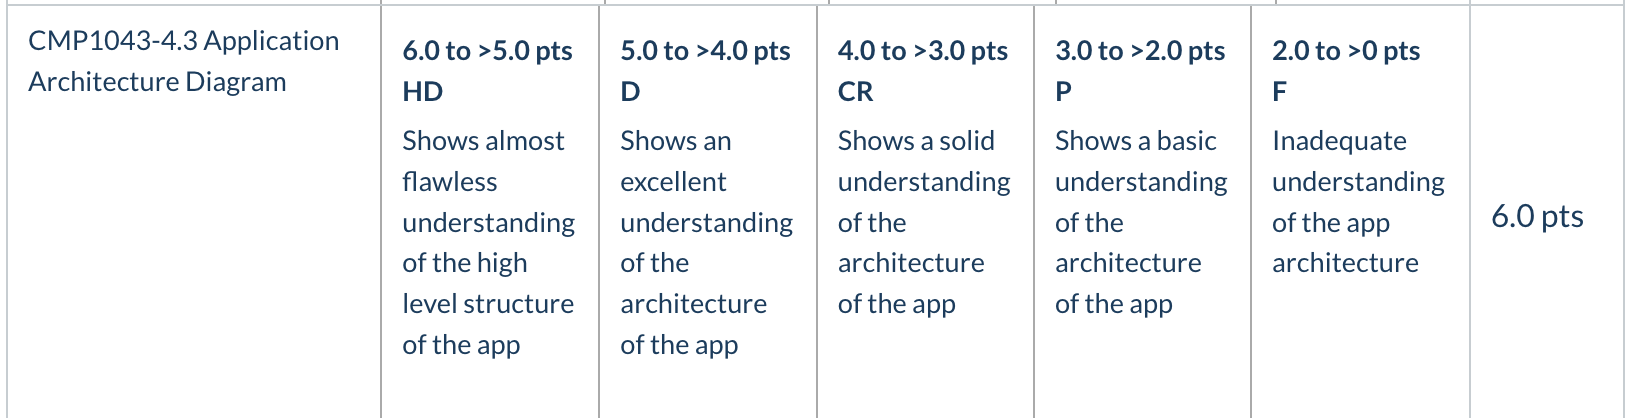 CMP1043-4.3 Application
Architecture Diagram
6.0 to >5.0 pts
HD
Shows almost
flawless
understanding
of the high
level structure
of the app
5.0 to >4.0 pts
D
Shows an
excellent
understanding
of the
architecture
of the app
4.0 to >3.0 pts
CR
Shows a solid
understanding
of the
architecture
of the app
3.0 to >2.0 pts
P
Shows a basic
understanding
of the
architecture
of the app
2.0 to >0 pts
F
Inadequate
understanding
of the app
architecture
6.0 pts